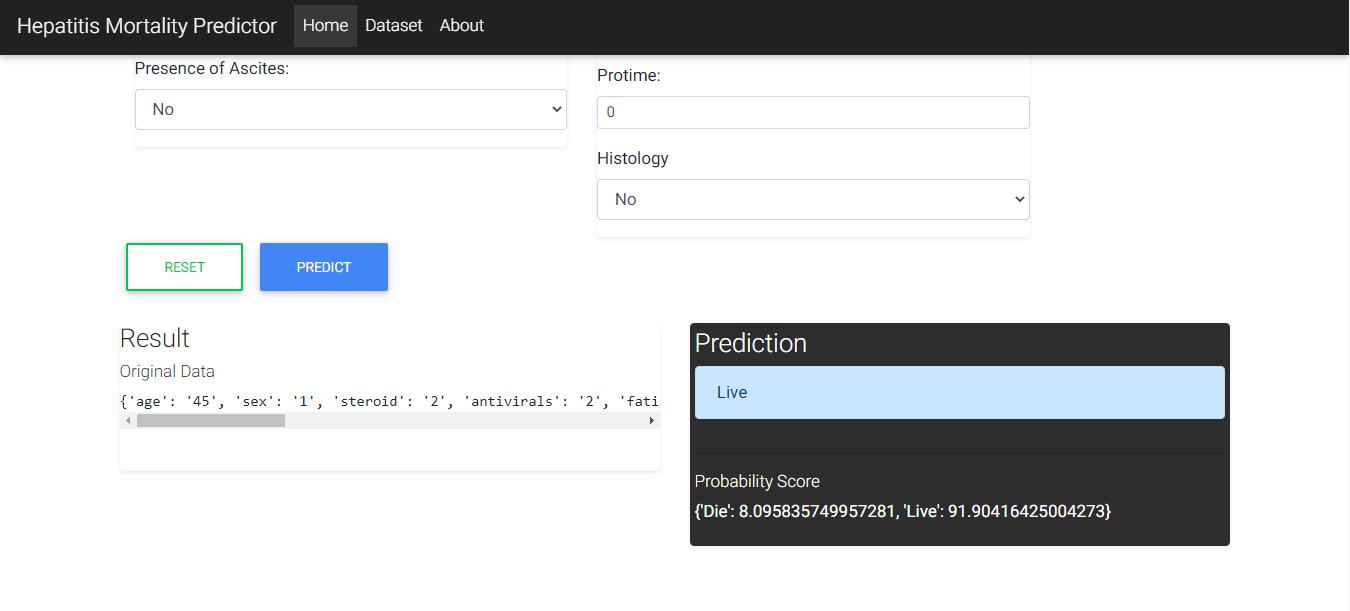 Hepatitis Mortality Predictor Home Dataset About
Presence of Ascites:
No
Protime:
0
Histology
No
RESET PREDICT
Result
Original Data
{'age': '45', 'sex': '1', 'steroid': '2', 'antivirals': '2', 'fati
Prediction
Live
Probability Score
{'Die': 8.095835749957281, 'Live': 91.90416425004273}